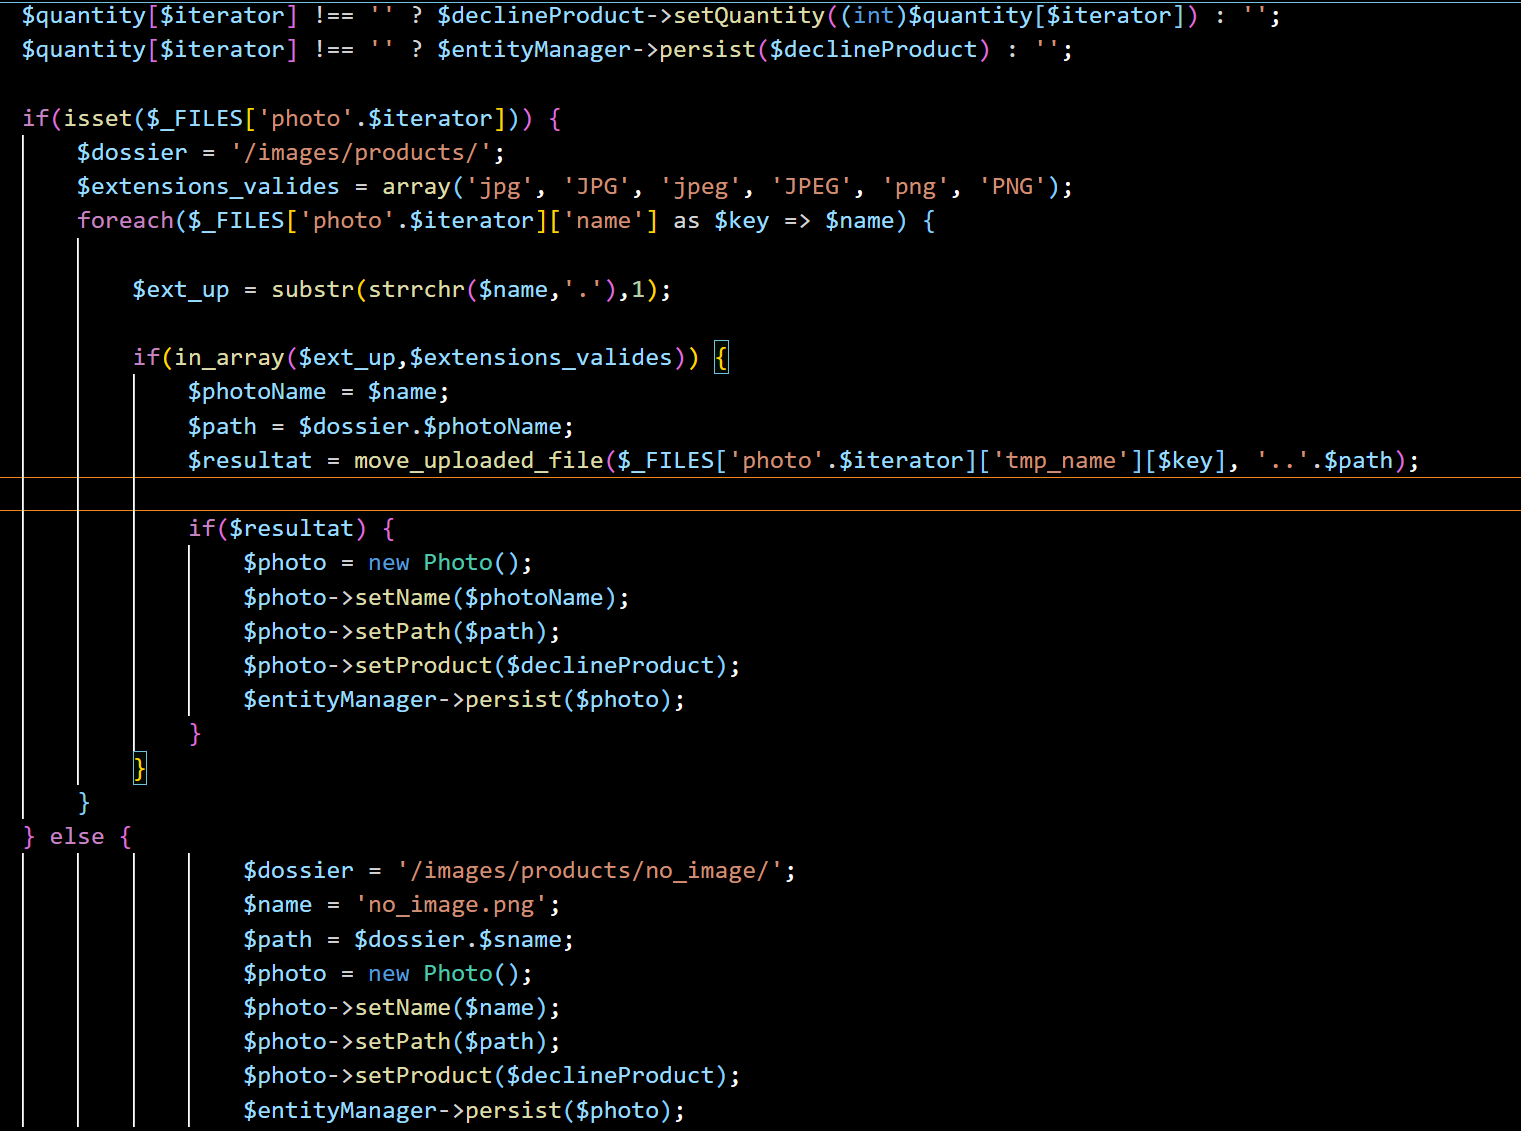 $quantity[$iterator] !== '' ? $declineProduct->setQuantity((int)$quantity[$iterator]) : '';
$quantity[$iterator] !== '' ? $entityManager->persist($declineProduct) : '';
if(isset($_FILES['photo'.$iterator])) {
$dossier = '/images/products/';
$extensions_valides = array('jpg', 'JPG', 'jpeg', 'JPEG', 'png', 'PNG');
foreach($_FILES['photo'.$iterator]['name'] as $key => $name) {
$ext_up = substr(strrchr($name,'.'),1);
if(in_array($ext_up,$extensions_valides)) {
$photoName = $name;
$path = $dossier.$photoName;
$resultat = move_uploaded_file($_FILES['photo'.$iterator]['tmp_name'][$key], '..'.$path);
if($resultat) {
$photo = new Photo();
$photo->setName($photoName);
$photo->setPath($path);
$photo->setProduct($declineProduct);
$entityManager->persist($photo);
}
}
}
} else {
$dossier = '/images/products/no_image/';
$name = 'no_image.png';
$path = $dossier.$sname;
$photo = new Photo();
$photo->setName($name);
$photo->setPath($path);
$photo->setProduct($declineProduct);
$entityManager->persist($photo);